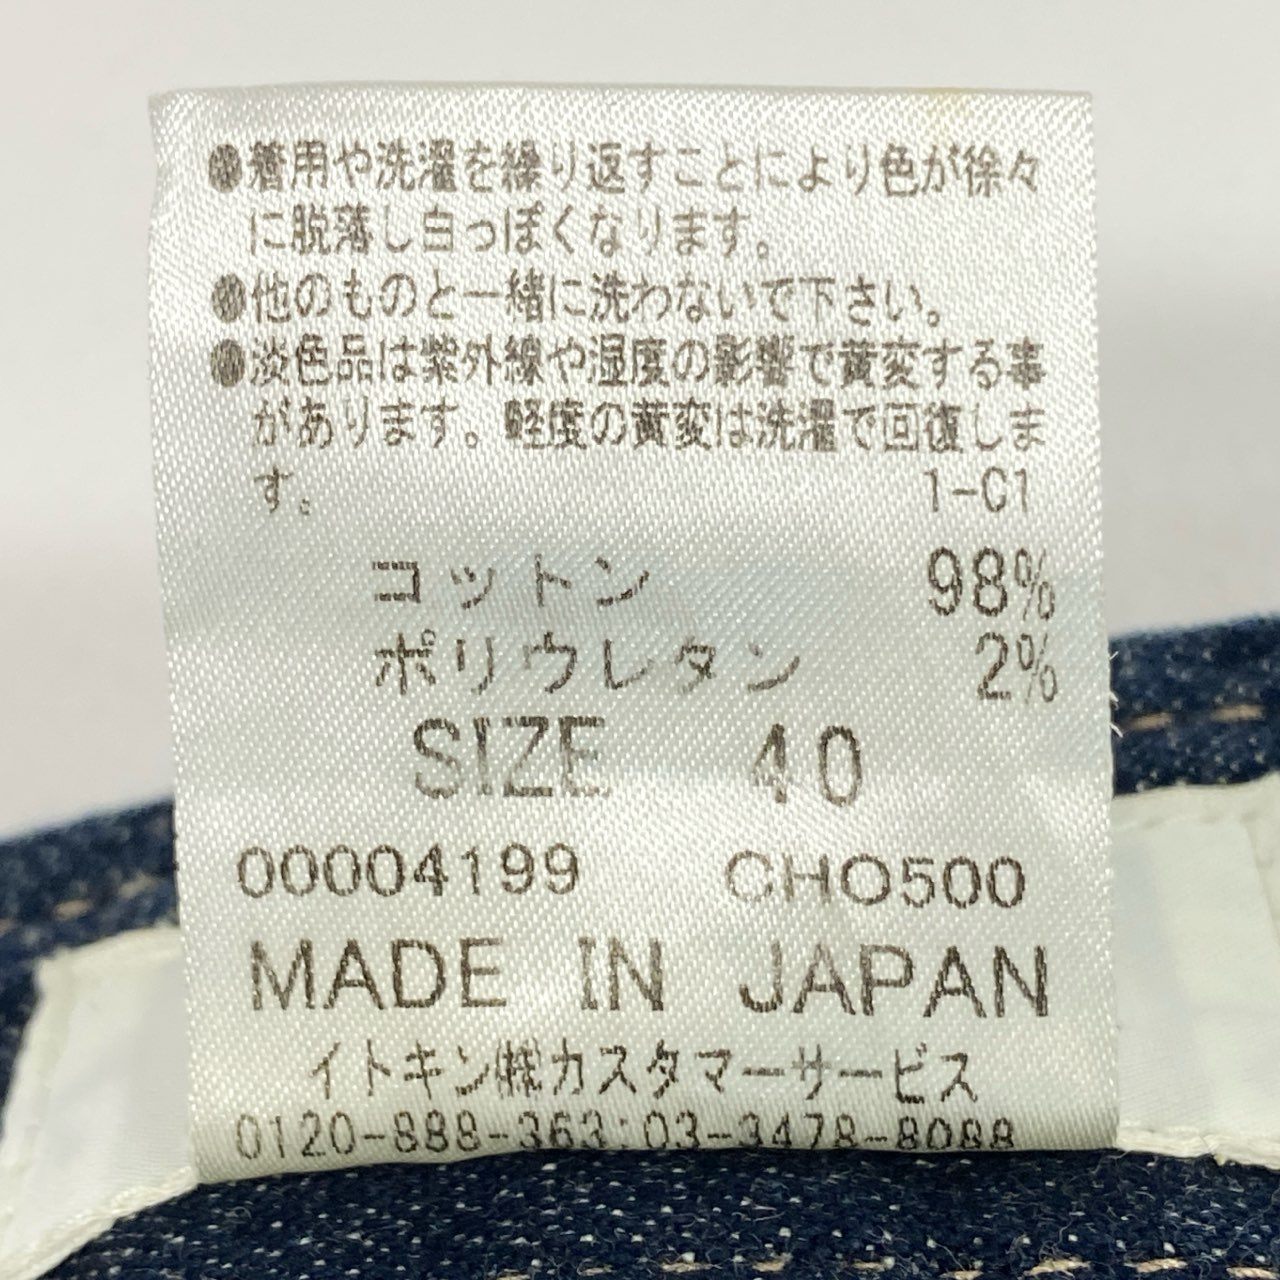 ●着用や洗濯を繰り返すことにより色が徐々
に脱落し白っぽくなります。
●他のものと一緒に洗わないで下さい。
●淡色品は紫外線や湿度の影響で黄変する事
があります。軽度の黄変は洗濯で回復しま
す。 1-C1
コットン 98%
ポリウレタン 2%
SIZE 40
00004199 CHO500
MADE IN JAPAN
イトキン㈱カスタマーサービス
0120-888-363:03-3478-8088